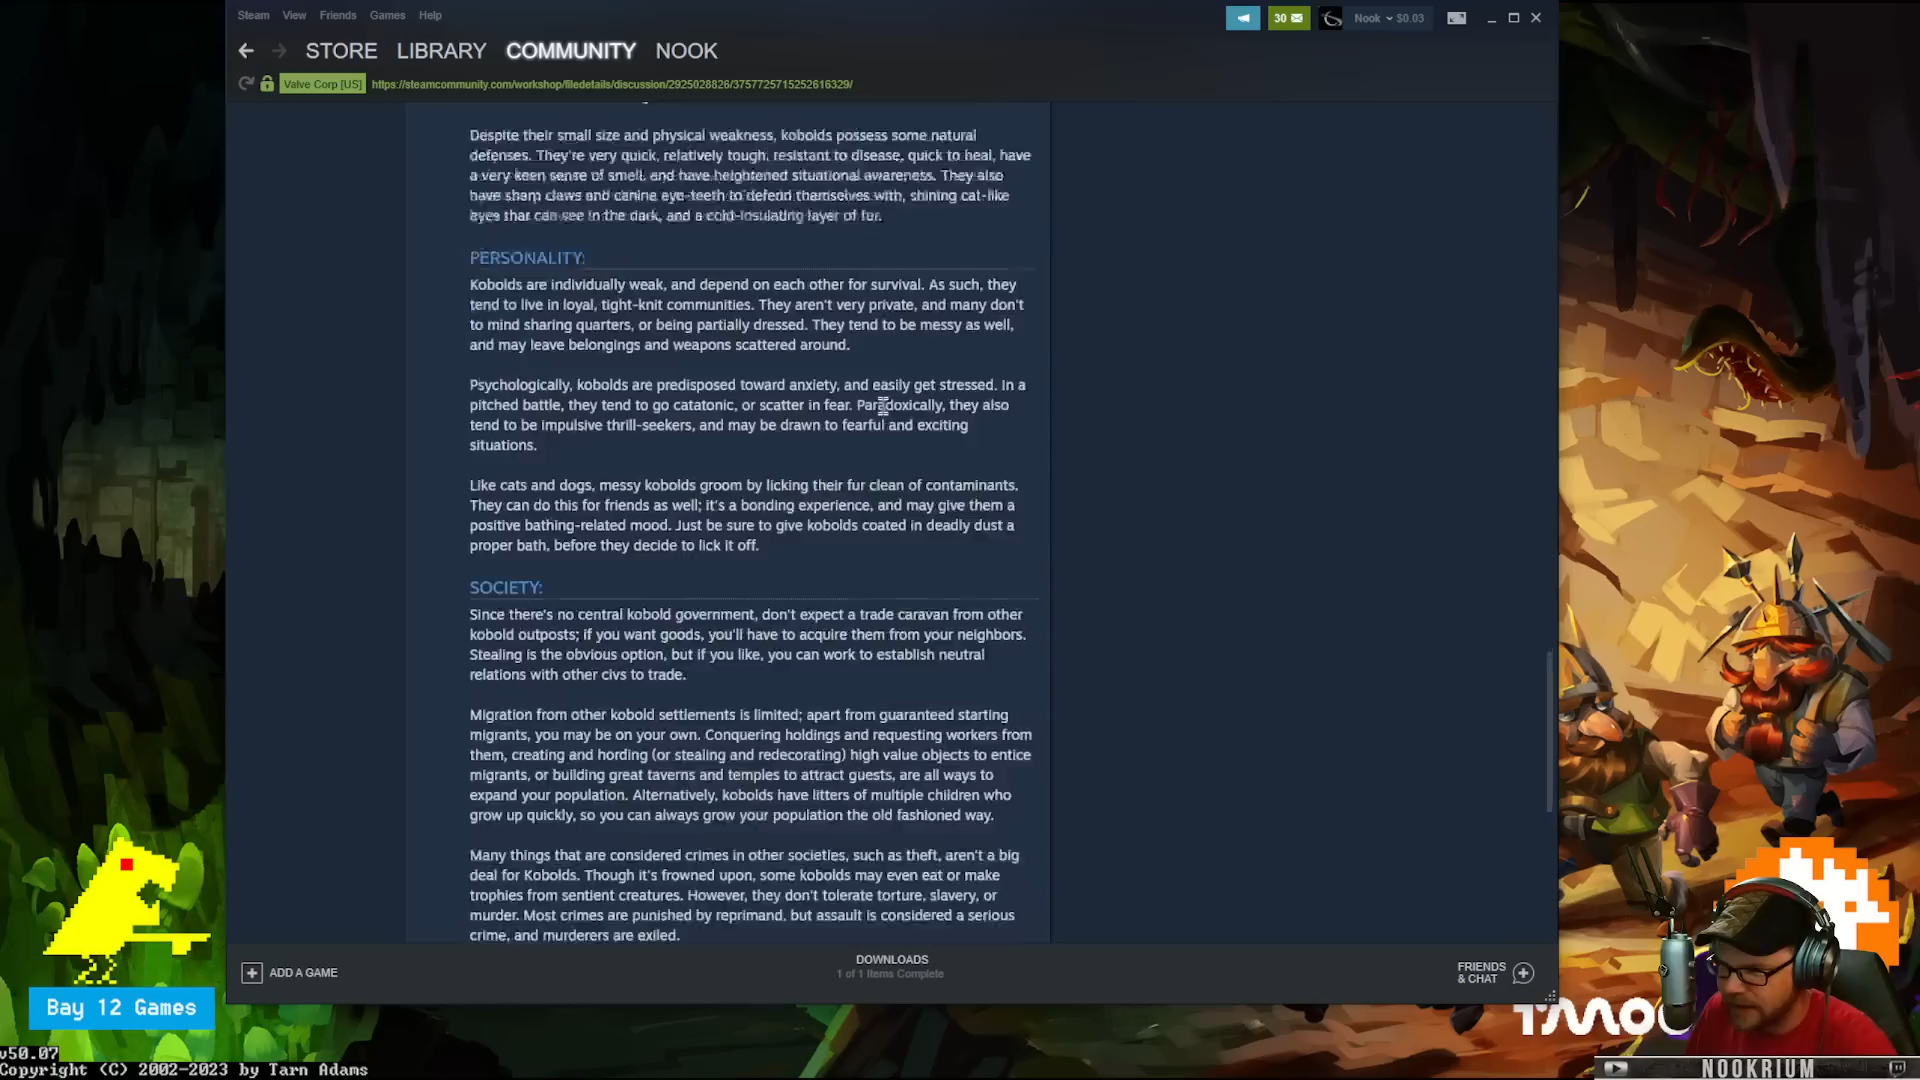 Steam View Friends Games Help
30
Nook $0.03
STORE LIBRARY COMMUNITY NOOK
Valve Corp [US] https://steamcommunity.com/workshop/filedetails/discussion/2925028826/3757725715252616329/
Despite their small size and physical weakness, kobolds possess some natural
defenses. They're very quick, relatively tough, resistant to disease, quick to heal, have
a very keen sense of smell, and have heightened situational awareness. They also
have sharp claws and canine eye-teeth to defend themselves with, shining cat-like
eyes that can see in the dark, and a cold-insulating layer of fur.
PERSONALITY:
Kobolds are individually weak, and depend on each other for survival. As such, they
tend to live in loyal, tight-knit communities. They aren't very private, and many don't
to mind sharing quarters, or being partially dressed. They tend to be messy as well,
and may leave belongings and weapons scattered around.
Psychologically, kobolds are predisposed toward anxiety, and easily get stressed. In a
pitched battle, they tend to go catatonic, or scatter in fear. Paradoxically, they also
tend to be impulsive thrill-seekers, and may be drawn to fearful and exciting
situations.
Like cats and dogs, messy kobolds groom by licking their fur clean of contaminants.
They can do this for friends as well; it's a bonding experience, and may give them a
positive bathing-related mood. Just be sure to give kobolds coated in deadly dust a
proper bath, before they decide to lick it off.
SOCIETY:
Since there's no central kobold government, don't expect a trade caravan from other
kobold outposts; if you want goods, you'll have to acquire them from your neighbors.
Stealing is the obvious option, but if you like, you can work to establish neutral
relations with other civs to trade.
Migration from other kobold settlements is limited; apart from guaranteed starting
migrants, you may be on your own. Conquering holdings and requesting workers from
them, creating and hording (or stealing and redecorating) high value objects to entice
migrants, or building great taverns and temples to attract guests, are all ways to
expand your population. Alternatively, kobolds have litters of multiple children who
grow up quickly, so you can always grow your population the old fashioned way.
Many things that are considered crimes in other societies, such as theft, aren't a big
deal for Kobolds. Though it's frowned upon, some kobolds may even eat or make
trophies from sentient creatures. However, they don't tolerate torture, slavery, or
murder. Most crimes are punished by reprimand, but assault is considered a serious
crime, and murderers are exiled.
ADD A GAME
DOWNLOADS
1 of 1 Items Complete
FRIENDS
& CHAT
Bay 12 Games
v50.07
Copyright (C) 2002-2023 by Tarn Adams
NOOKRIUM